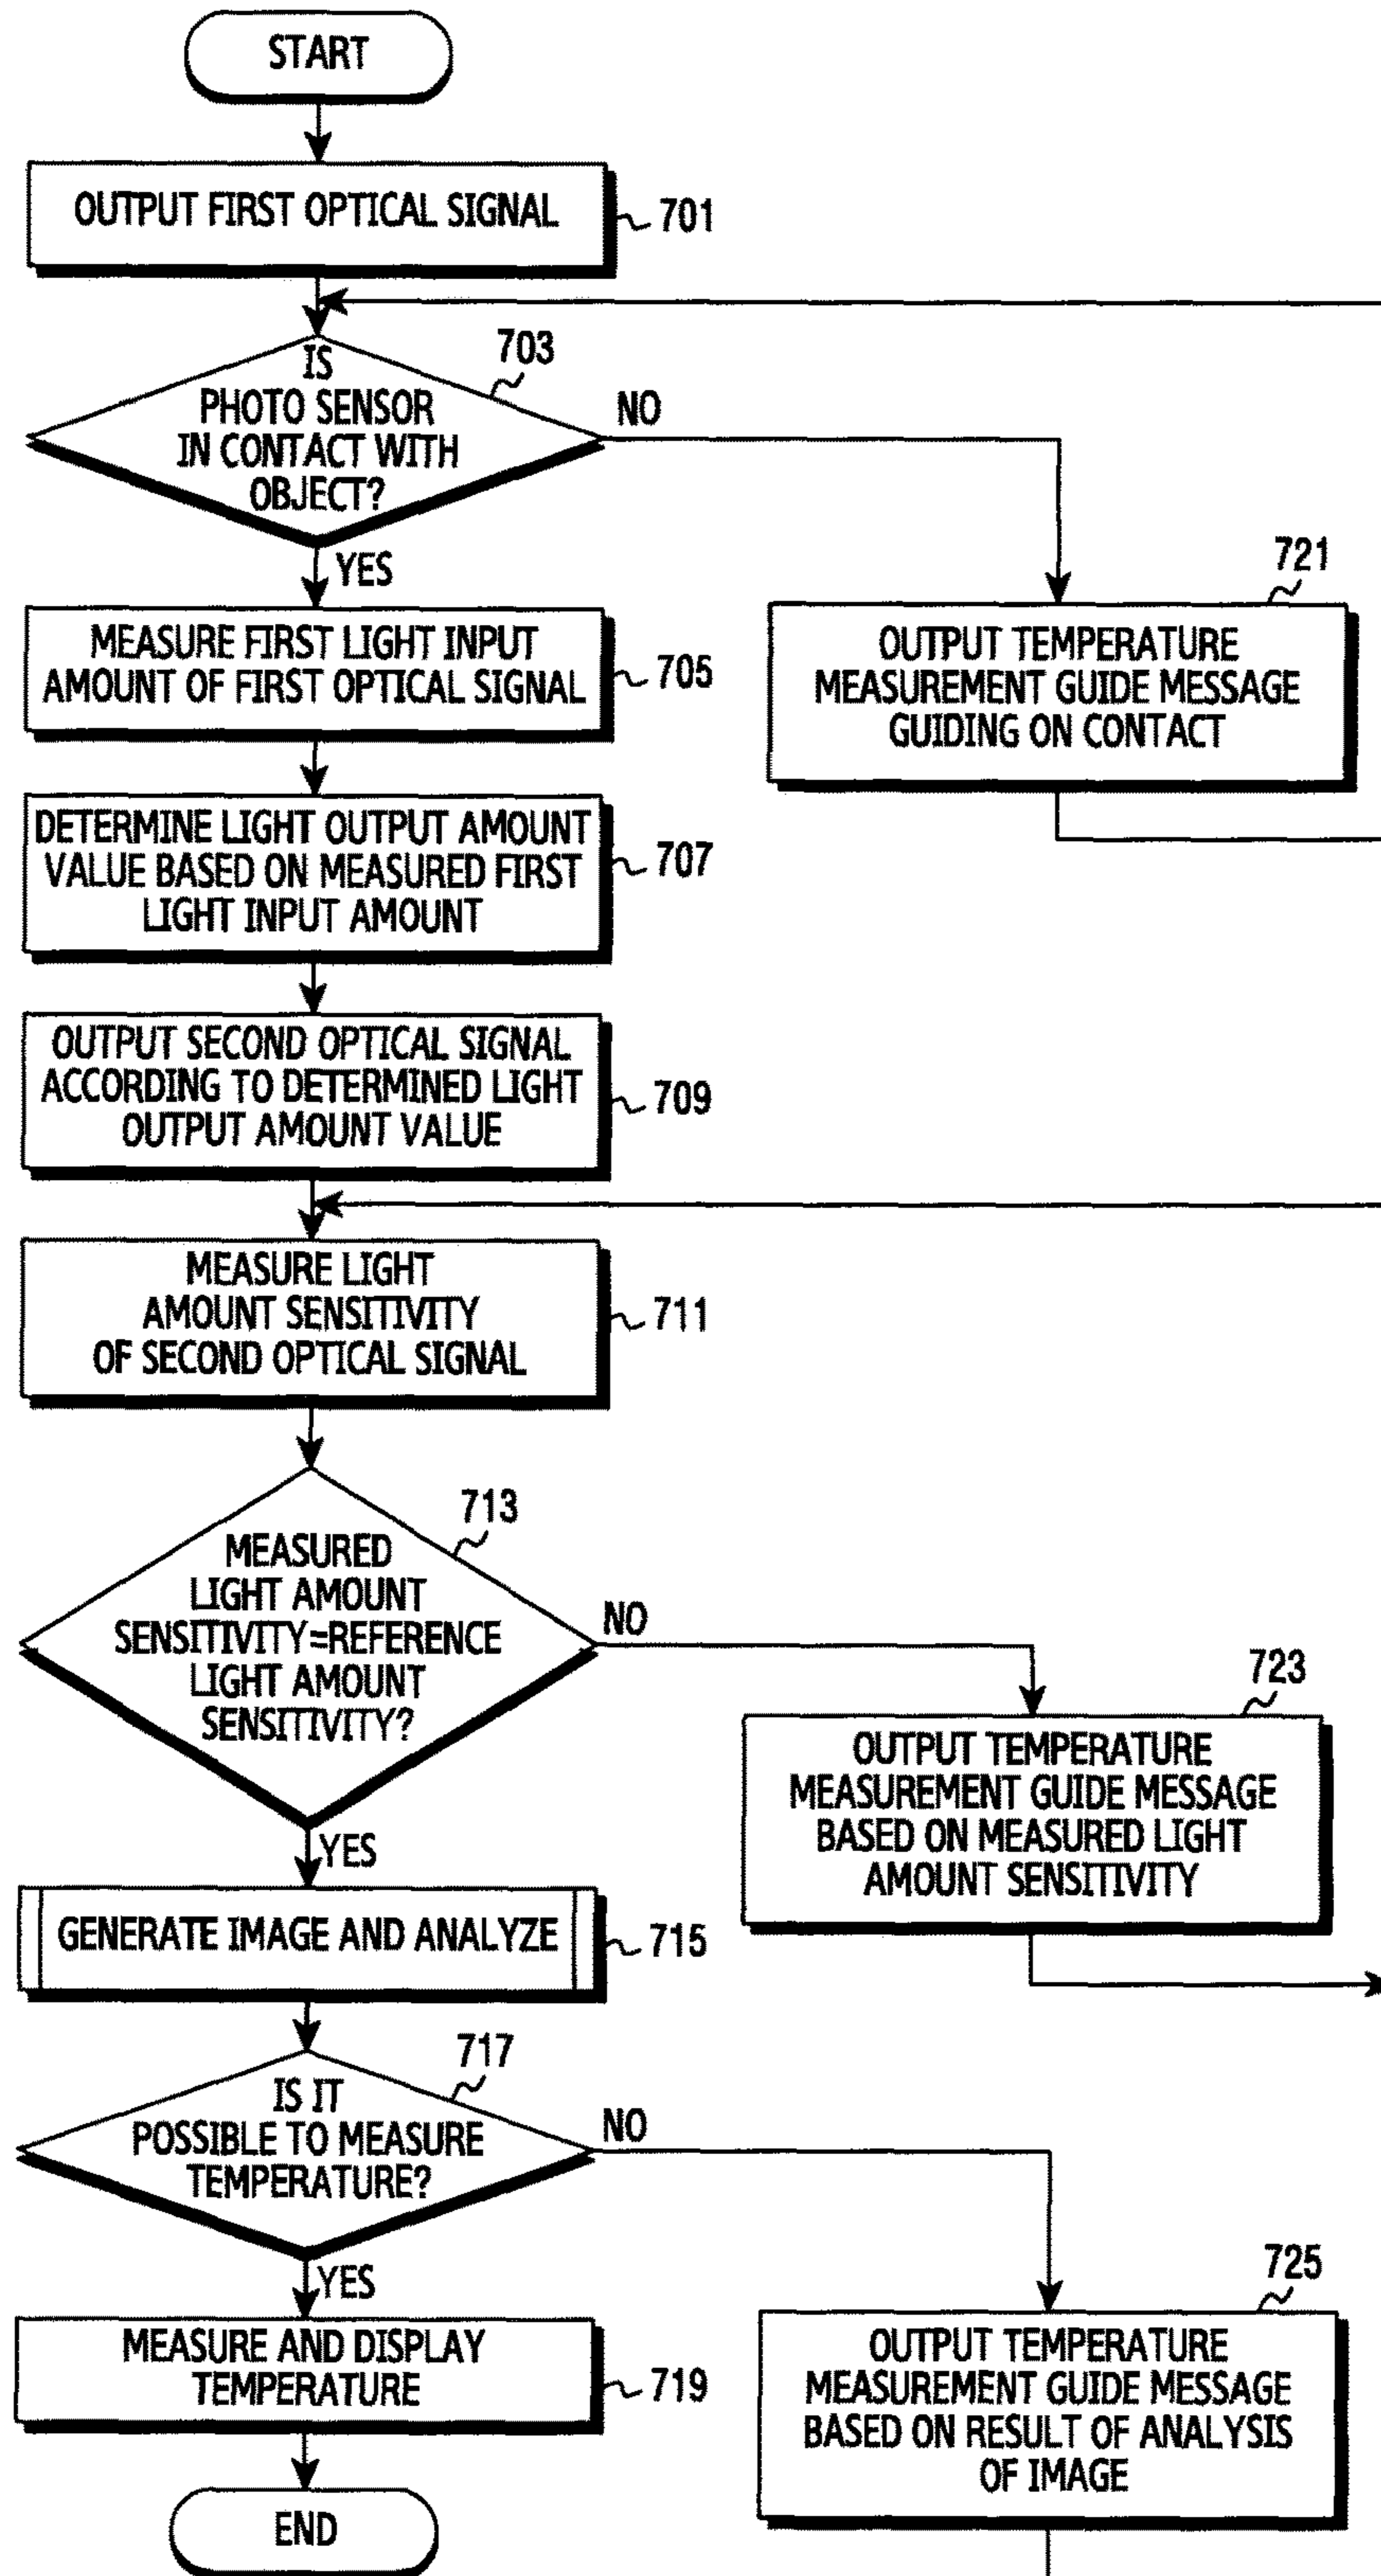 START
OUTPUT FIRST OPTICAL SIGNAL
701
703
IS
PHOTO SENSOR
IN CONTACT WITH
OBJECT?
NO
YES
721
OUTPUT TEMPERATURE
MEASUREMENT GUIDE MESSAGE
GUIDING ON CONTACT
MEASURE FIRST LIGHT INPUT
AMOUNT OF FIRST OPTICAL SIGNAL
705
DETERMINE LIGHT OUTPUT AMOUNT
VALUE BASED ON MEASURED FIRST
LIGHT INPUT AMOUNT
707
OUTPUT SECOND OPTICAL SIGNAL
ACCORDING TO DETERMINED LIGHT
OUTPUT AMOUNT VALUE
709
MEASURE LIGHT
AMOUNT SENSITIVITY
OF SECOND OPTICAL SIGNAL
711
713
MEASURED
LIGHT AMOUNT
SENSITIVITY=REFERENCE
LIGHT AMOUNT
SENSITIVITY?
NO
YES
723
OUTPUT TEMPERATURE
MEASUREMENT GUIDE MESSAGE
BASED ON MEASURED LIGHT
AMOUNT SENSITIVITY
GENERATE IMAGE AND ANALYZE
715
717
IS IT
POSSIBLE TO MEASURE
TEMPERATURE?
NO
YES
725
OUTPUT TEMPERATURE
MEASUREMENT GUIDE MESSAGE
BASED ON RESULT OF ANALYSIS
OF IMAGE
MEASURE AND DISPLAY
TEMPERATURE
719
END